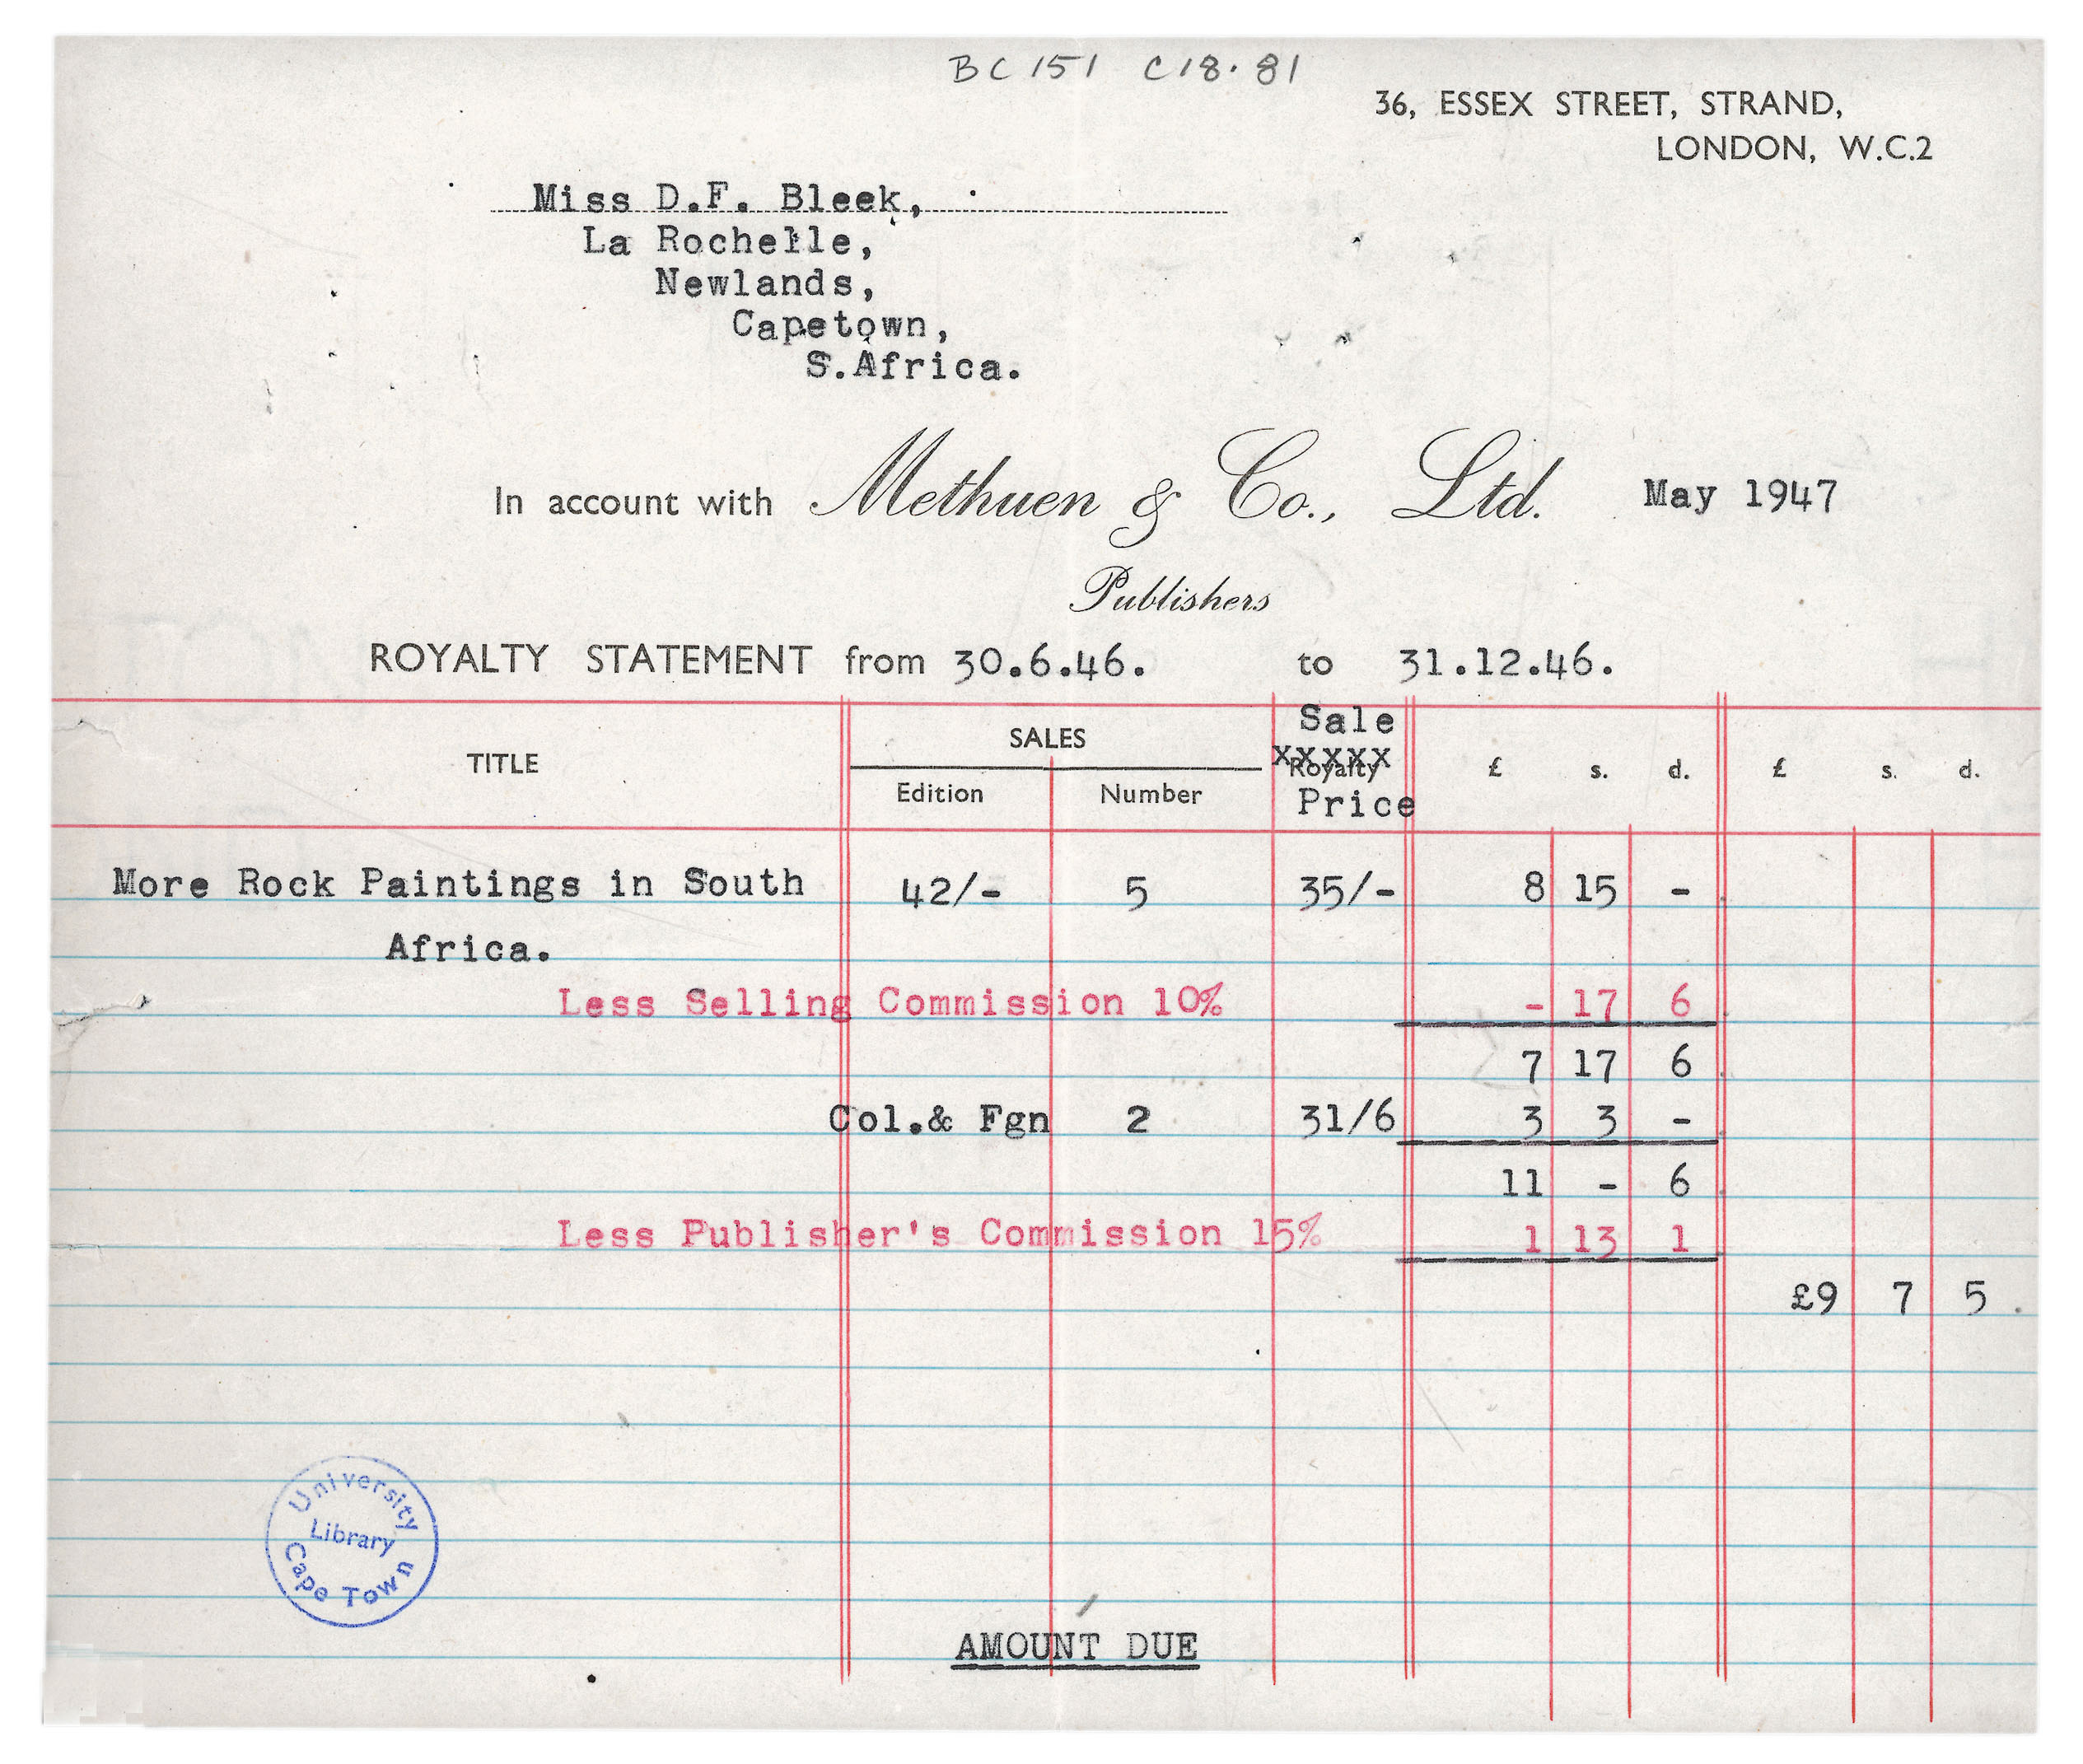 BC 151 C18.81
36, ESSEX STREET, STRAND,
LONDON, W.C.2
Miss D.F. Bleek,
La Rochelle,
Newlands,
Capetown,
S.Africa.
In account with Methuen & Co., Ltd. May 1947
Publishers
ROYALTY STATEMENT from 30.6.46. to 31.12.46.
TITLE SALES Edition Number Sale xxxxx Royalty Price £ s. d. £ s. d.
More Rock Paintings in South 42/- 5 35/- 8 15 -
Africa.
Less Selling Commission 10% - 17 6
7 17 6
Col.& Fgn 2 31/6 3 3 -
11 - 6
Less Publisher's Commission 15% 1 13 1
£9 7 5
University
Library
Cape Town
AMOUNT DUE